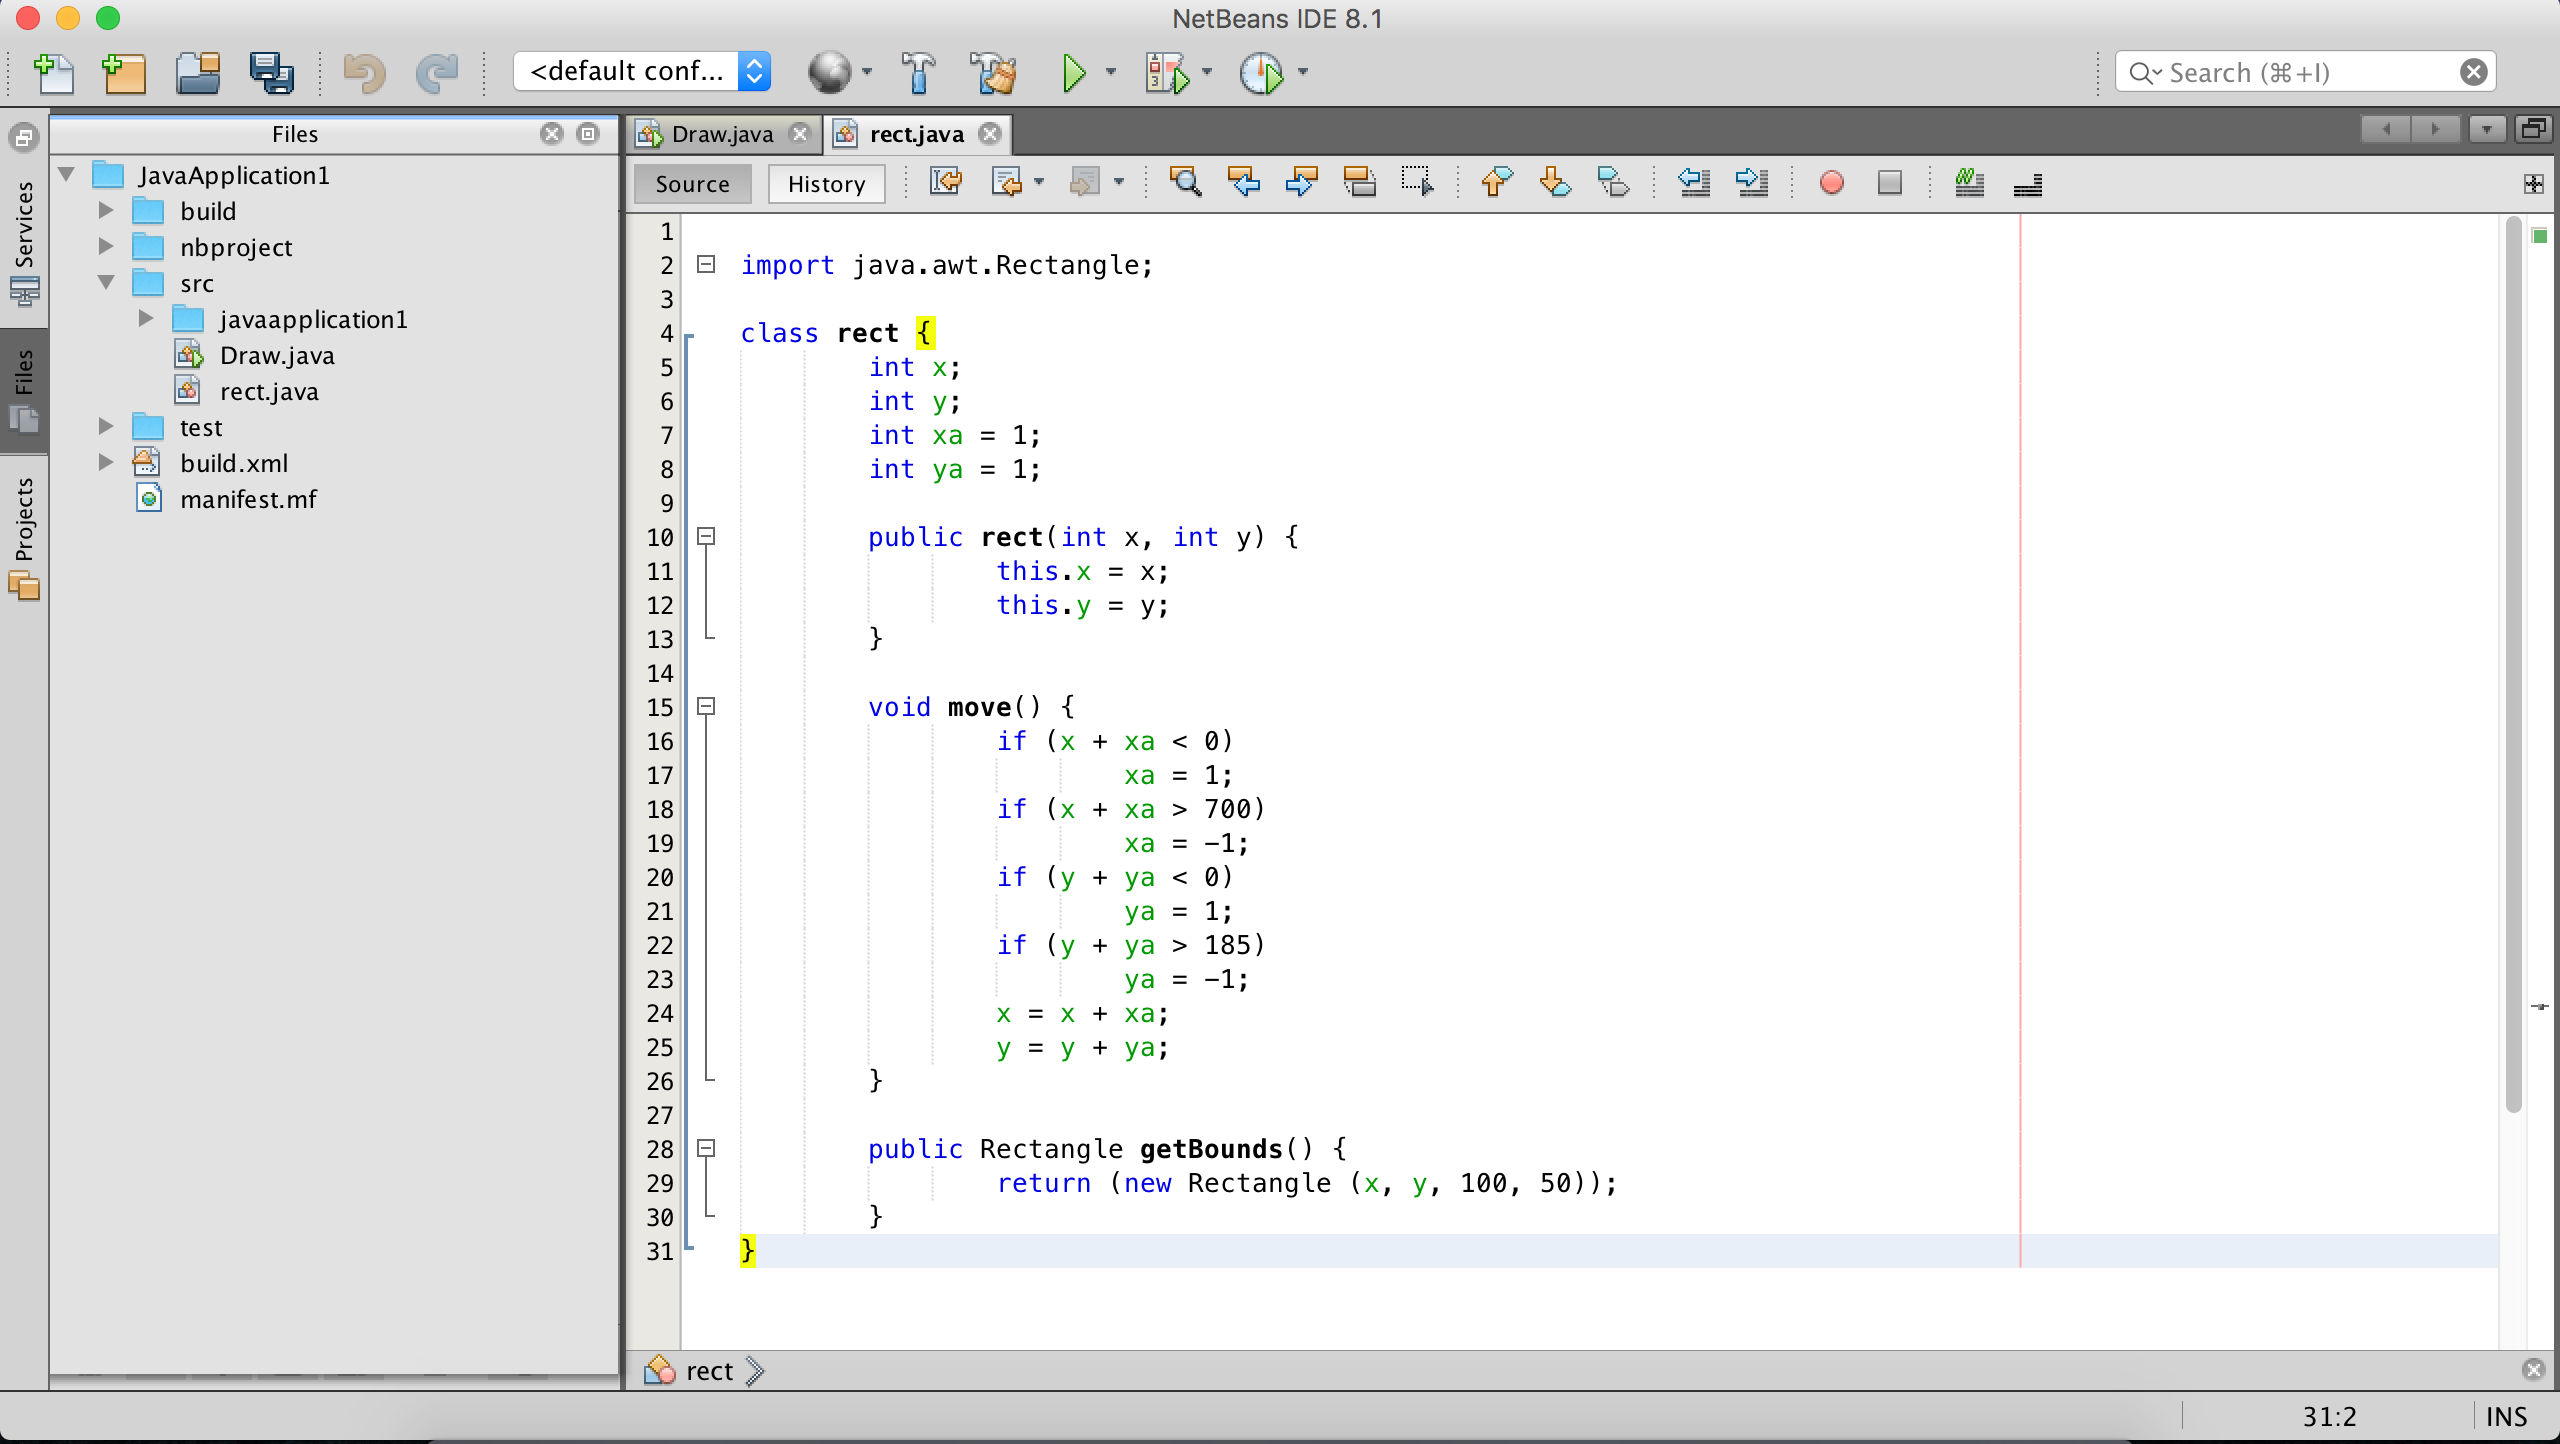 NetBeans IDE 8.1
<default conf...
Search (⌘+I)
Services
Files
Projects
Files
JavaApplication1
build
nbproject
src
javaapplication1
Draw.java
rect.java
test
build.xml
manifest.mf
Draw.java
rect.java
Source History
1
2 import java.awt.Rectangle;
3
4 class rect {
5 int x;
6 int y;
7 int xa = 1;
8 int ya = 1;
9
10 public rect(int x, int y) {
11 this.x = x;
12 this.y = y;
13 }
14
15 void move() {
16 if (x + xa < 0)
17 xa = 1;
18 if (x + xa > 700)
19 xa = -1;
20 if (y + ya < 0)
21 ya = 1;
22 if (y + ya > 185)
23 ya = -1;
24 x = x + xa;
25 y = y + ya;
26 }
27
28 public Rectangle getBounds() {
29 return (new Rectangle (x, y, 100, 50));
30 }
31 }
rect
31:2 INS